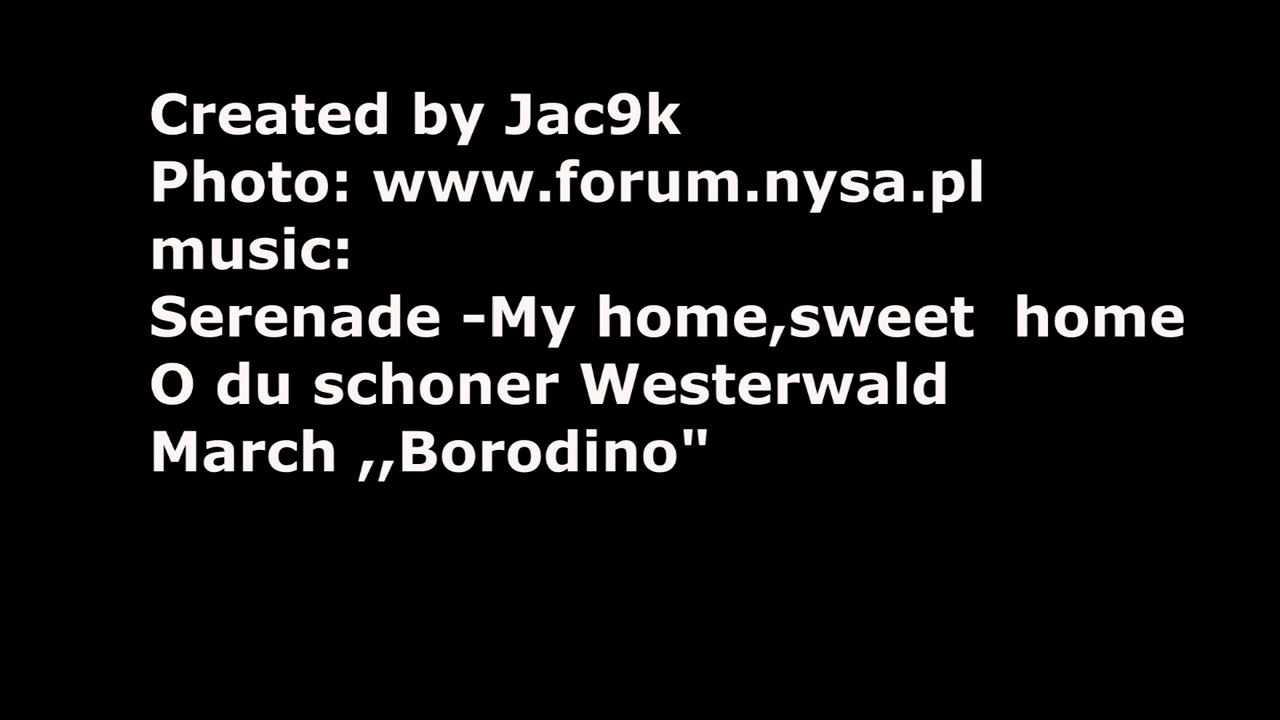 Created by Jac9k
Photo: www.forum.nysa.pl
music:
Serenade -My home,sweet  home
O du schoner Westerwald
March ,,Borodino"